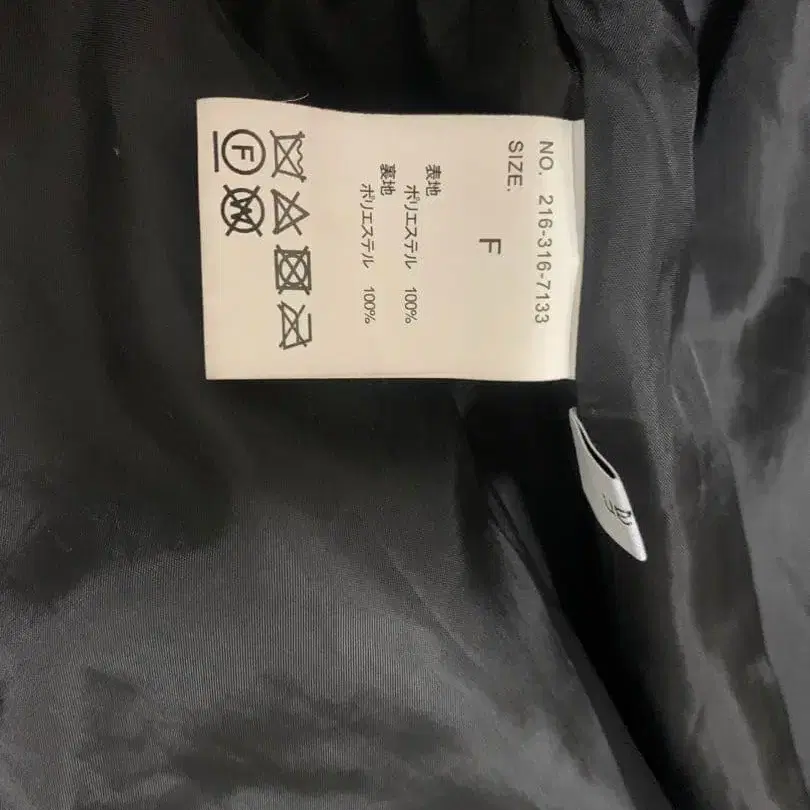 NO. 216-316-7133
SIZE.
F
表地
ポリエステル 100%
裏地
ポリエステル 100%
F
W